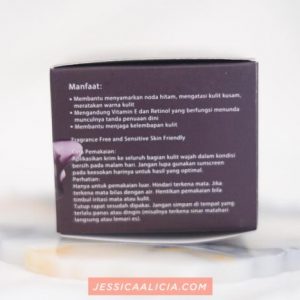 Manfaat:
• Membantu menyamarkan noda hitam, mengatasi kulit kusam,
meratakan warna kulit
• Mengandung Vitamin E dan Retinol yang berfungsi menunda
munculnya tanda penuaan dini
• Membantu menjaga kelembapan kulit
Fragrance Free and Sensitive Skin Friendly
Pemakaian:
Aplikasikan krim ke seluruh bagian kulit wajah dalam kondisi
bersih pada malam hari. Jangan lupa gunakan sunscreen
pada keesokan harinya untuk hasil yang optimal.
Perhatian:
Hanya untuk pemakaian luar. Hindari terkena mata. Jika
terkena mata bilas dengan air. Hentikan pemakaian bila
timbul iritasi mata atau kulit.
Tutup rapat sesudah dipakai. Jangan simpan di tempat yang
terlalu panas atau dingin (misalnya terkena sinar matahari
langsung atau lemari es).
JESSICAALICIA.COM